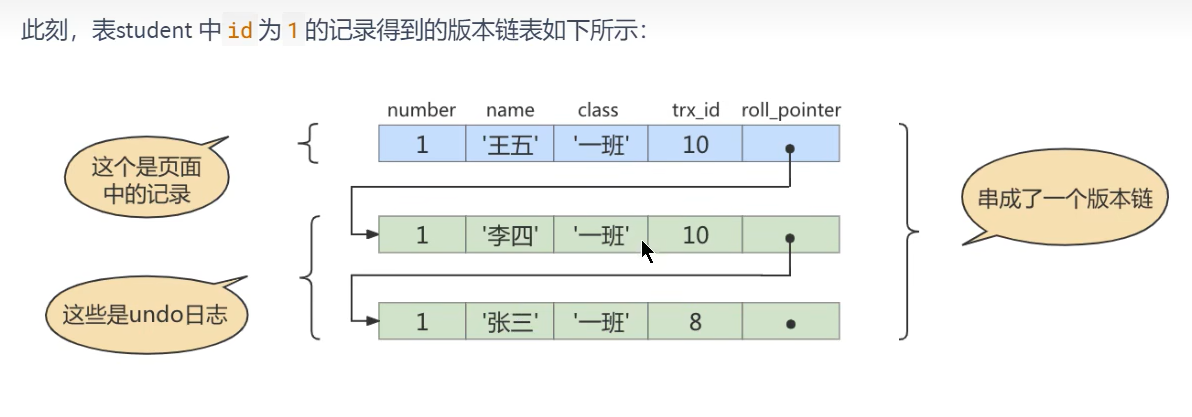 此刻，表student 中 id 为 1 的记录得到的版本链表如下所示：
number name class trx_id roll_pointer
1 '王五' '一班' 10
这个是页面
中的记录
串成了一个版本链
1 '李四' '一班' 10
这些是undo日志
1 '张三' '一班' 8